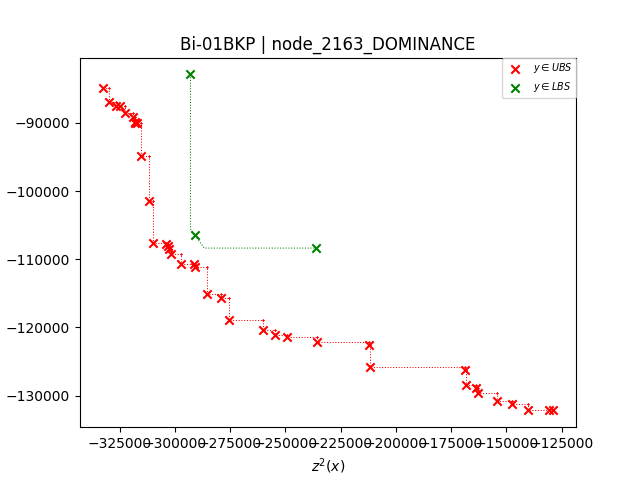 Bi-01BKP | node_2163_DOMINANCE
y ∈ UBS
y ∈ LBS
−90000
−100000
−110000
−120000
−130000
−325000 −300000 −275000 −250000 −225000 −200000 −175000 −150000 −125000
z²(x)